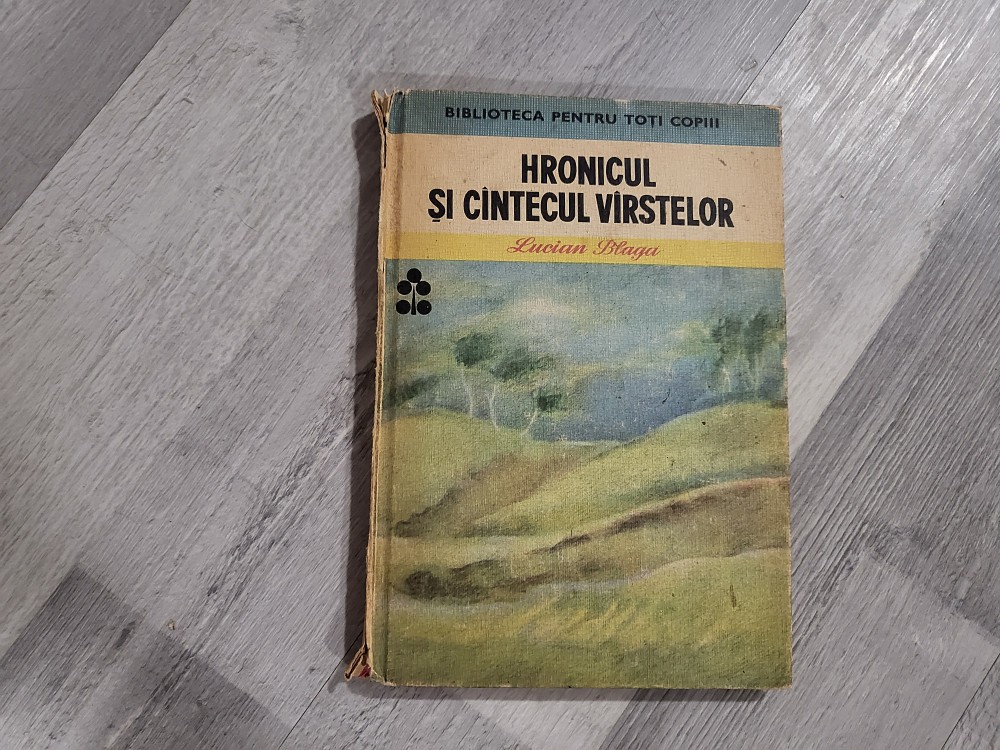 BIBLIOTECA PENTRU TOȚI COPIII
HRONICUL
ȘI CÎNTECUL VÎRSTELOR
Lucian Blaga